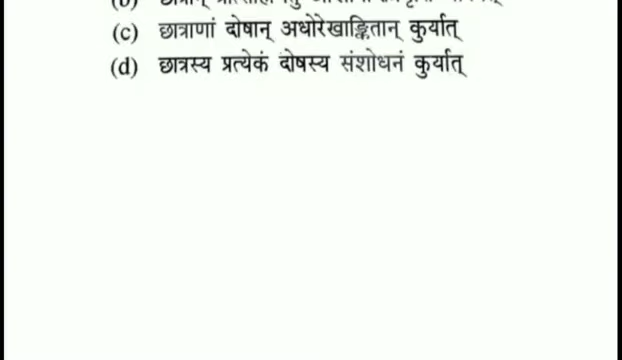 (c) छात्राणां दोषान् अधोरेखाङ्कितान् कुर्यात्
(d) छात्रस्य प्रत्येकं दोषस्य संशोधनं कुर्यात्